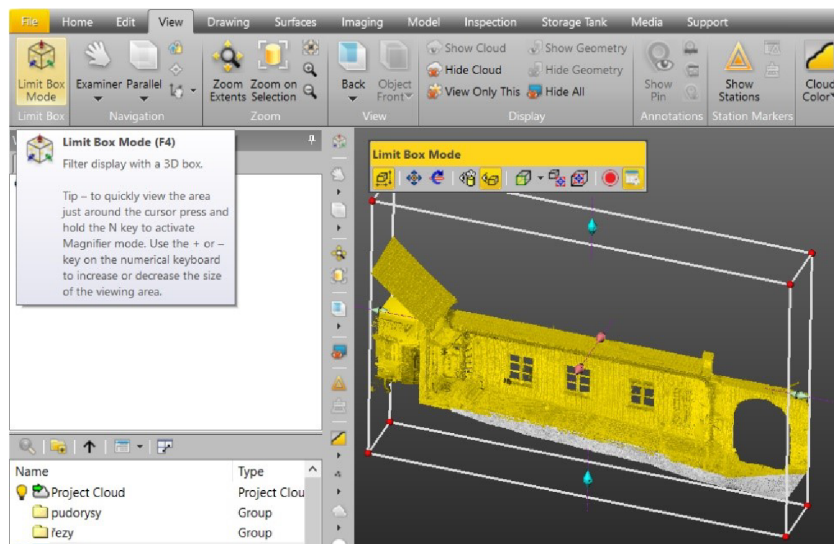 File Home Edit View Drawing Surfaces Imaging Model Inspection Storage Tank Media Support
Limit Box Mode
Examiner
Parallel
Zoom Extents
Zoom on Selection
Back
Object Front
Show Cloud
Hide Cloud
View Only This
Show Geometry
Hide Geometry
Hide All
Show Pin
Show Stations
Cloud Color
Limit Box Navigation Zoom View Display Annotations Station Markers
Limit Box Mode (F4)
Filter display with a 3D box.
Tip – to quickly view the area
just around the cursor press and
hold the N key to activate
Magnifier mode. Use the + or –
key on the numerical keyboard
to increase or decrease the size
of the viewing area.
Limit Box Mode
Name Type
Project Cloud Project Clou
pudorysy Group
řezy Group